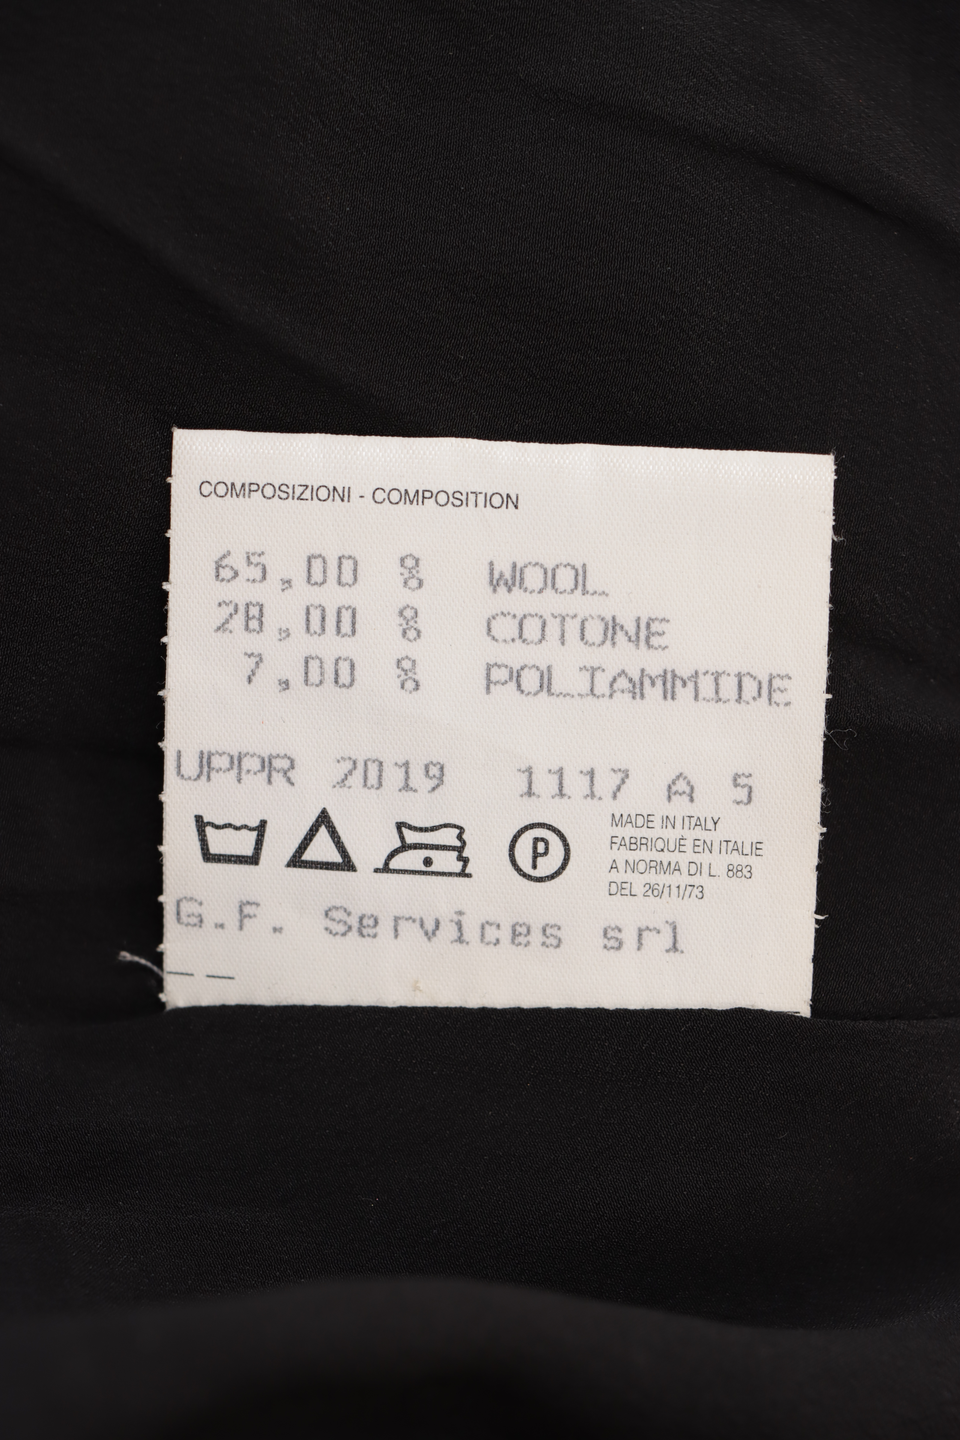 COMPOSIZIONI - COMPOSITION
65,00 % WOOL
28,00 % COTONE
7,00 % POLIAMMIDE
UPPR 2019 1117 A 5
P
MADE IN ITALY
FABRIQUÈ EN ITALIE
A NORMA DI L. 883
DEL 26/11/73
G.F. Services srl